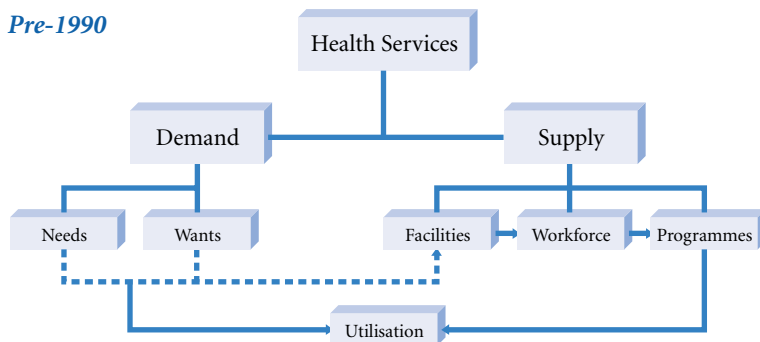 Pre-1990
Health Services
Demand
Supply
Needs
Wants
Facilities
Workforce
Programmes
Utilisation